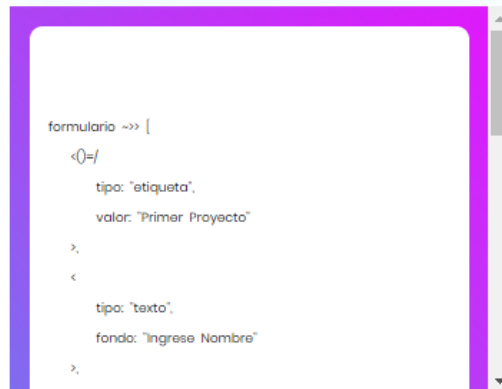 formulario ~>> [
<()=/
tipo: "etiqueta",
valor: "Primer Proyecto"
>,
<
tipo: "texto",
fondo: "Ingrese Nombre"
>,